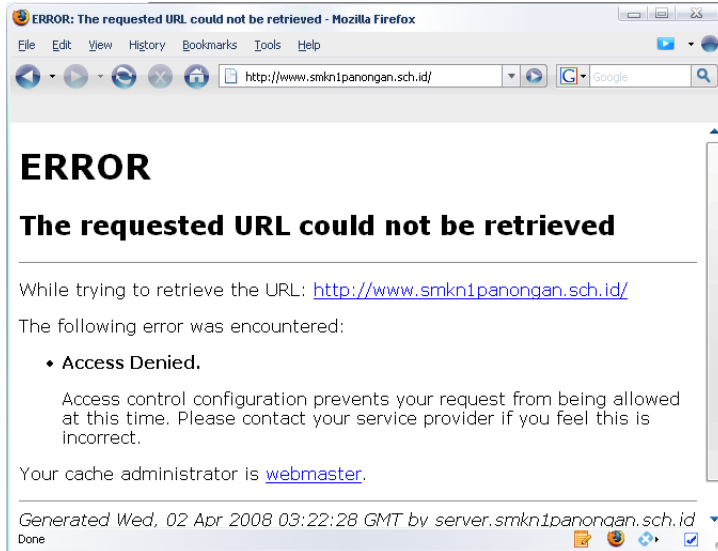 ERROR: The requested URL could not be retrieved - Mozilla Firefox
File Edit View History Bookmarks Tools Help
http://www.smkn1panongan.sch.id/ G Google
ERROR
The requested URL could not be retrieved
While trying to retrieve the URL: http://www.smkn1panongan.sch.id/
The following error was encountered:
• Access Denied.
Access control configuration prevents your request from being allowed
at this time. Please contact your service provider if you feel this is
incorrect.
Your cache administrator is webmaster.
Generated Wed, 02 Apr 2008 03:22:28 GMT by server.smkn1panongan.sch.id
Done